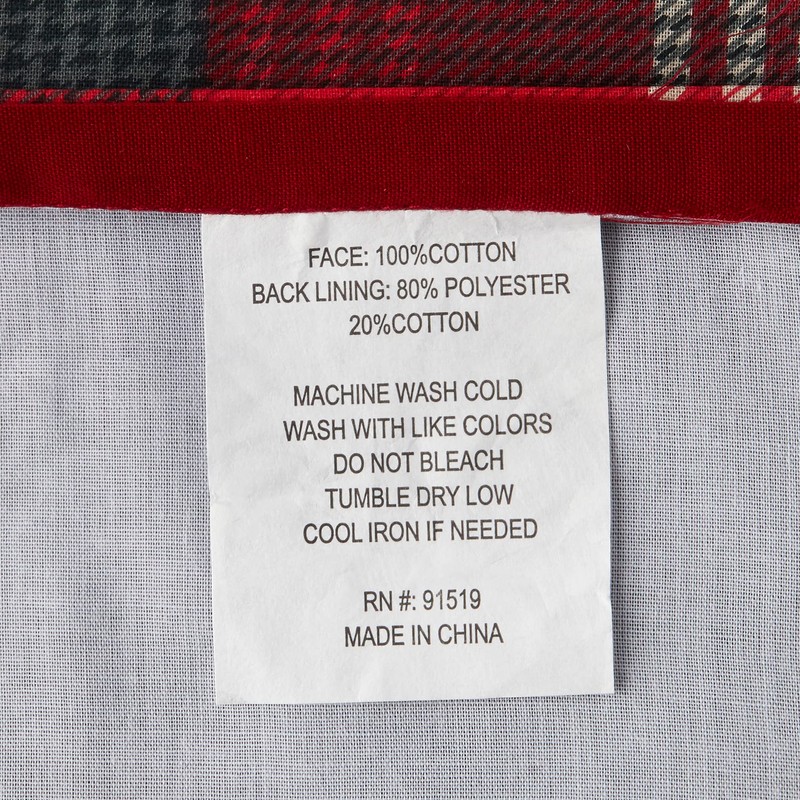 FACE: 100%COTTON
BACK LINING: 80% POLYESTER
20%COTTON
MACHINE WASH COLD
WASH WITH LIKE COLORS
DO NOT BLEACH
TUMBLE DRY LOW
COOL IRON IF NEEDED
RN #: 91519
MADE IN CHINA